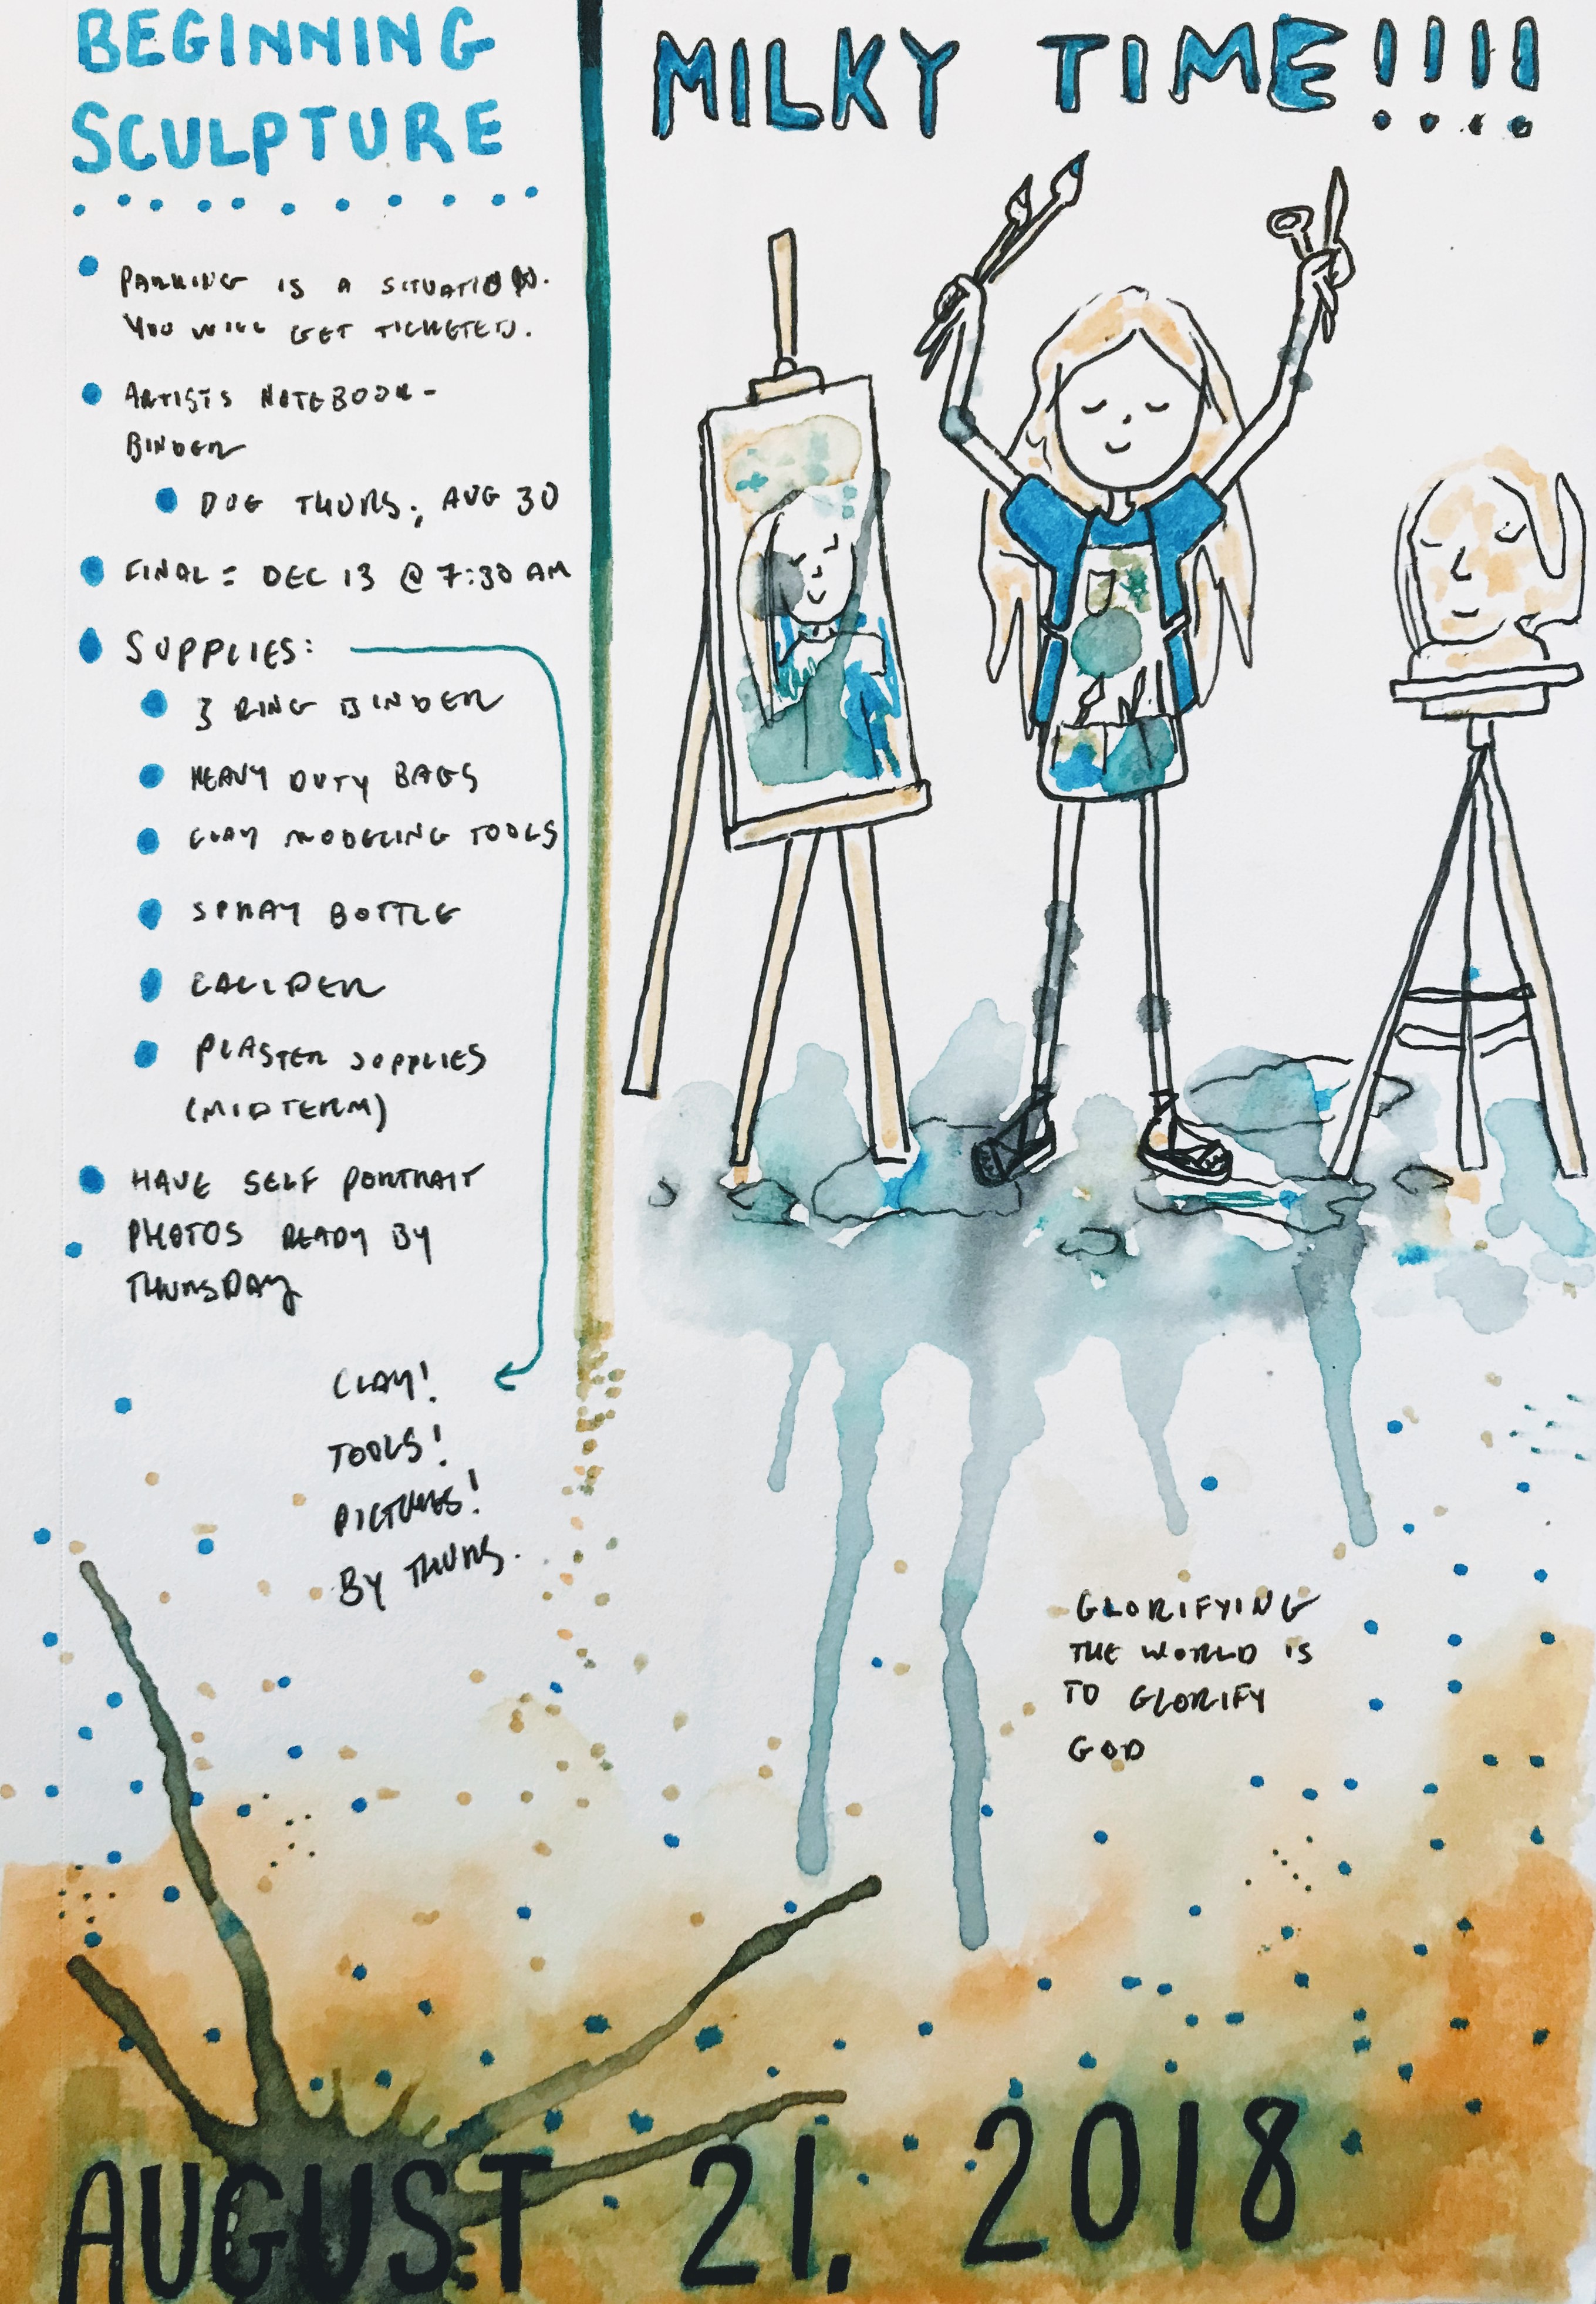 BEGINNING
SCULPTURE
PARKING IS A SITUATION.
YOU WILL GET TICKETED.
ARTISTS NOTEBOOK-
BINDER
DUE THURS, AUG 30
FINAL = DEC 13 @ 7:30 AM
SUPPLIES:
3 RING BINDER
HEAVY DUTY BAGS
CLAY MODELING TOOLS
SPRAY BOTTLE
CALIPER
PLASTER SUPPLIES
(MIDTERM)
HAVE SELF PORTRAIT
PHOTOS READY BY
THURSDAY
CLAY!
TOOLS!
PICTURES!
BY THURS.
MILKY TIME!!!!
GLORIFYING
THE WORLD IS
TO GLORIFY
GOD
AUGUST 21, 2018